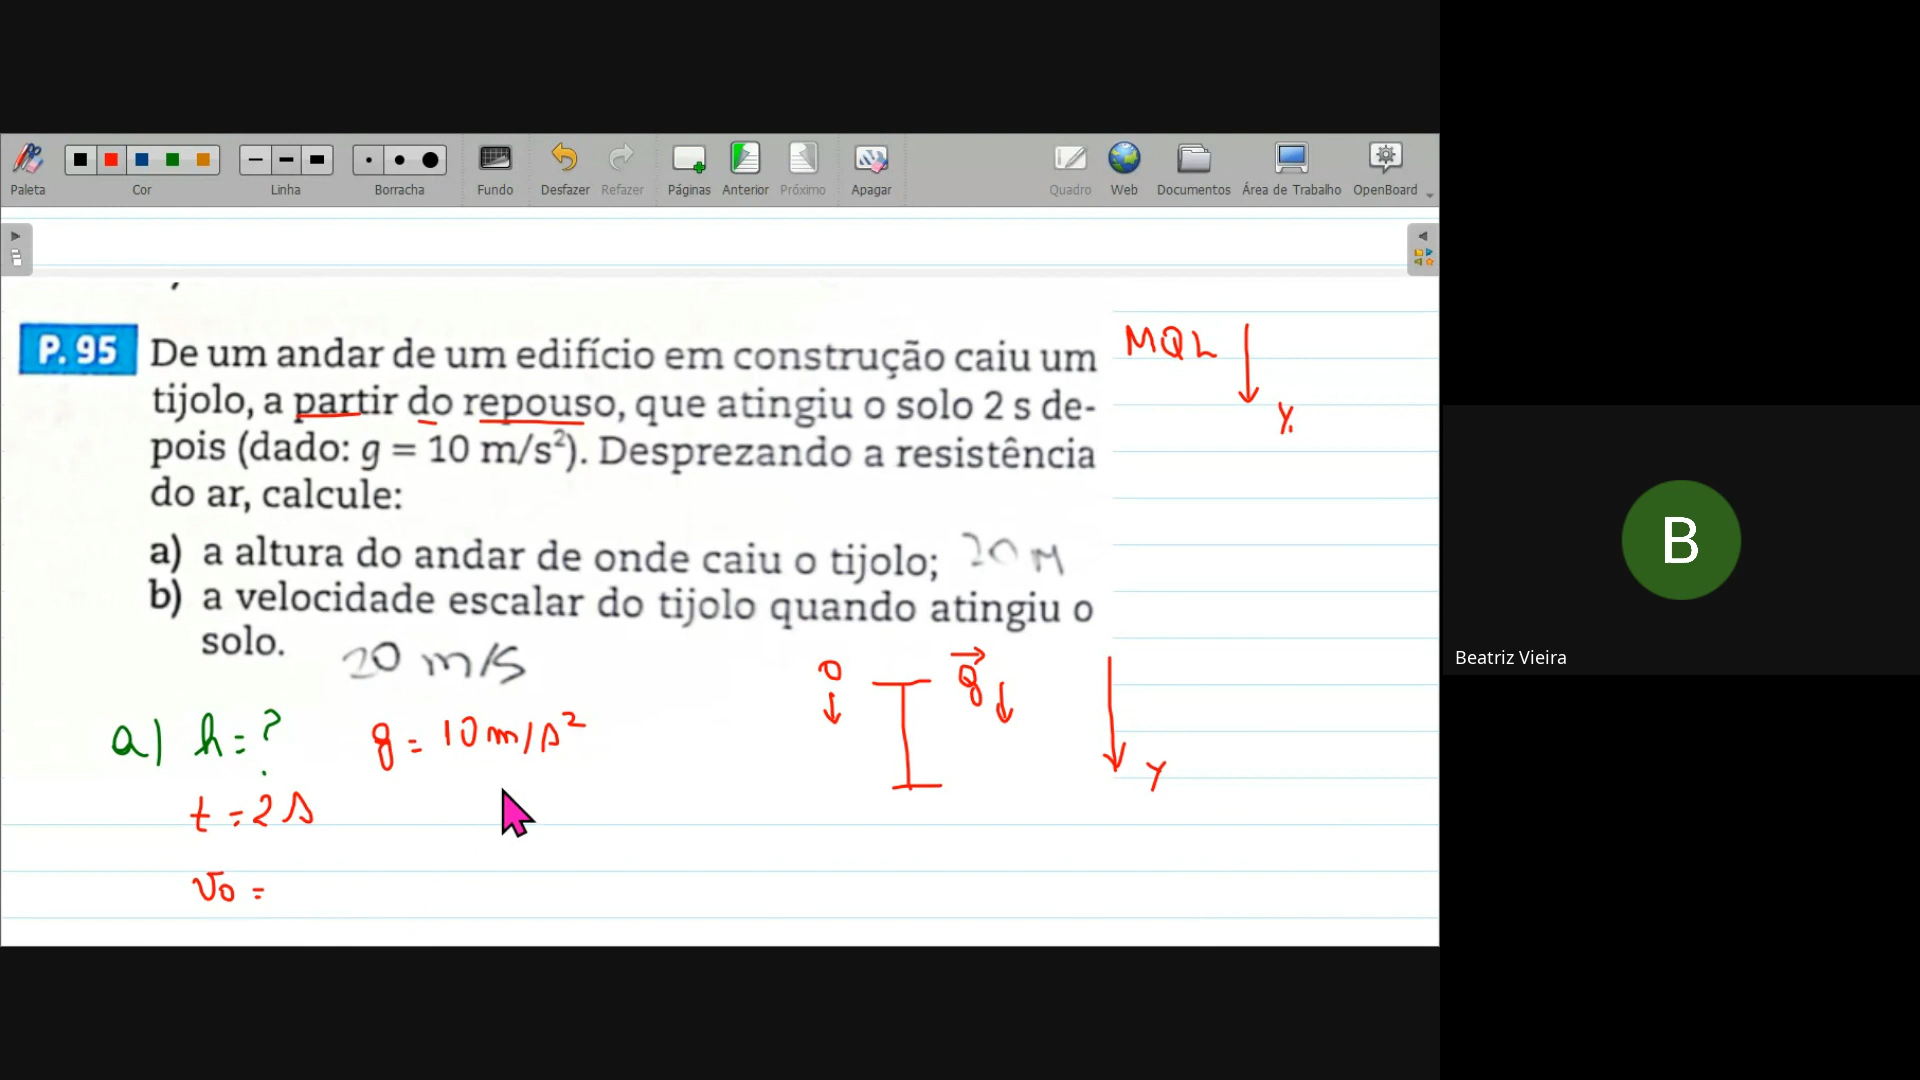 Paleta Cor Linha Borracha Fundo Desfazer Refazer Páginas Anterior Próximo Apagar Quadro Web Documentos Área de Trabalho OpenBoard
P. 95 De um andar de um edifício em construção caiu um
tijolo, a partir do repouso, que atingiu o solo 2 s de-
pois (dado: g = 10 m/s²). Desprezando a resistência
do ar, calcule:
a) a altura do andar de onde caiu o tijolo; 20 M
b) a velocidade escalar do tijolo quando atingiu o
solo. 20 m/s
MQL
Y
a) h = ? g = 10 m/s²
t = 2 s
v0 =
0
g
Y
B
Beatriz Vieira